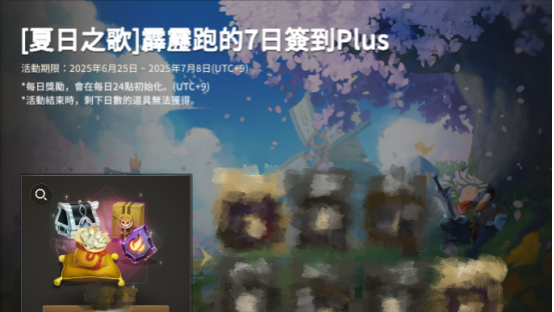 [夏日之歌]霹靂跑的7日簽到Plus
活動期限：2025年6月25日 ~ 2025年7月8日(UTC+9)
*每日獎勵，會在每日24點初始化。(UTC+9)
*活動結束時，剩下日數的道具無法獲得。